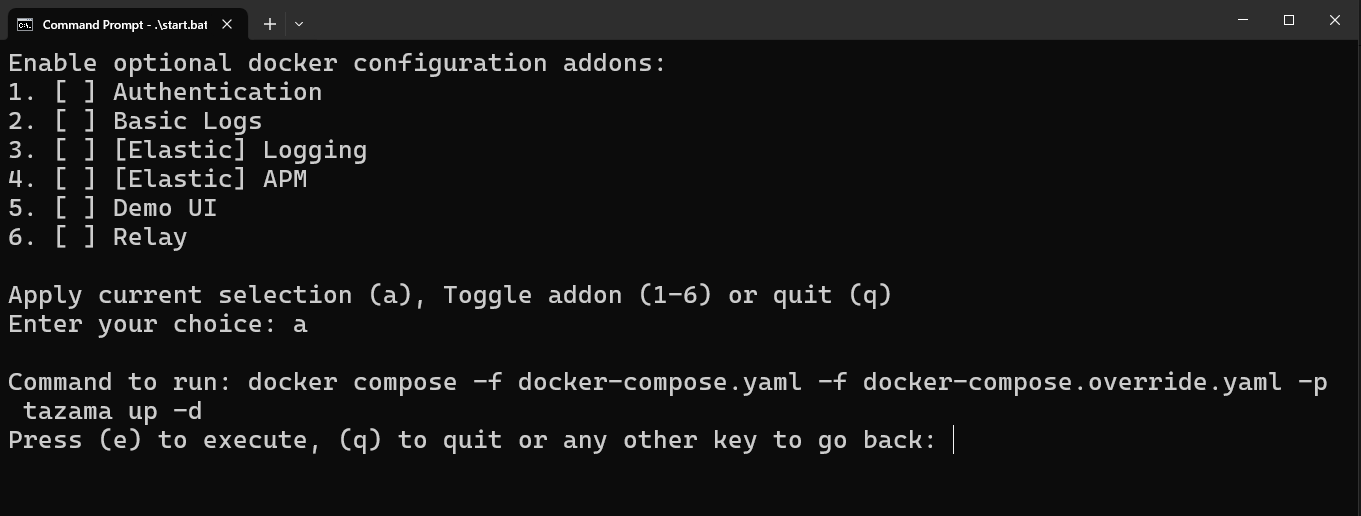 Command Prompt - .\start.bat
Enable optional docker configuration addons:
1. [ ] Authentication
2. [ ] Basic Logs
3. [ ] [Elastic] Logging
4. [ ] [Elastic] APM
5. [ ] Demo UI
6. [ ] Relay
Apply current selection (a), Toggle addon (1-6) or quit (q)
Enter your choice: a
Command to run: docker compose -f docker-compose.yaml -f docker-compose.override.yaml -p
tazama up -d
Press (e) to execute, (q) to quit or any other key to go back: